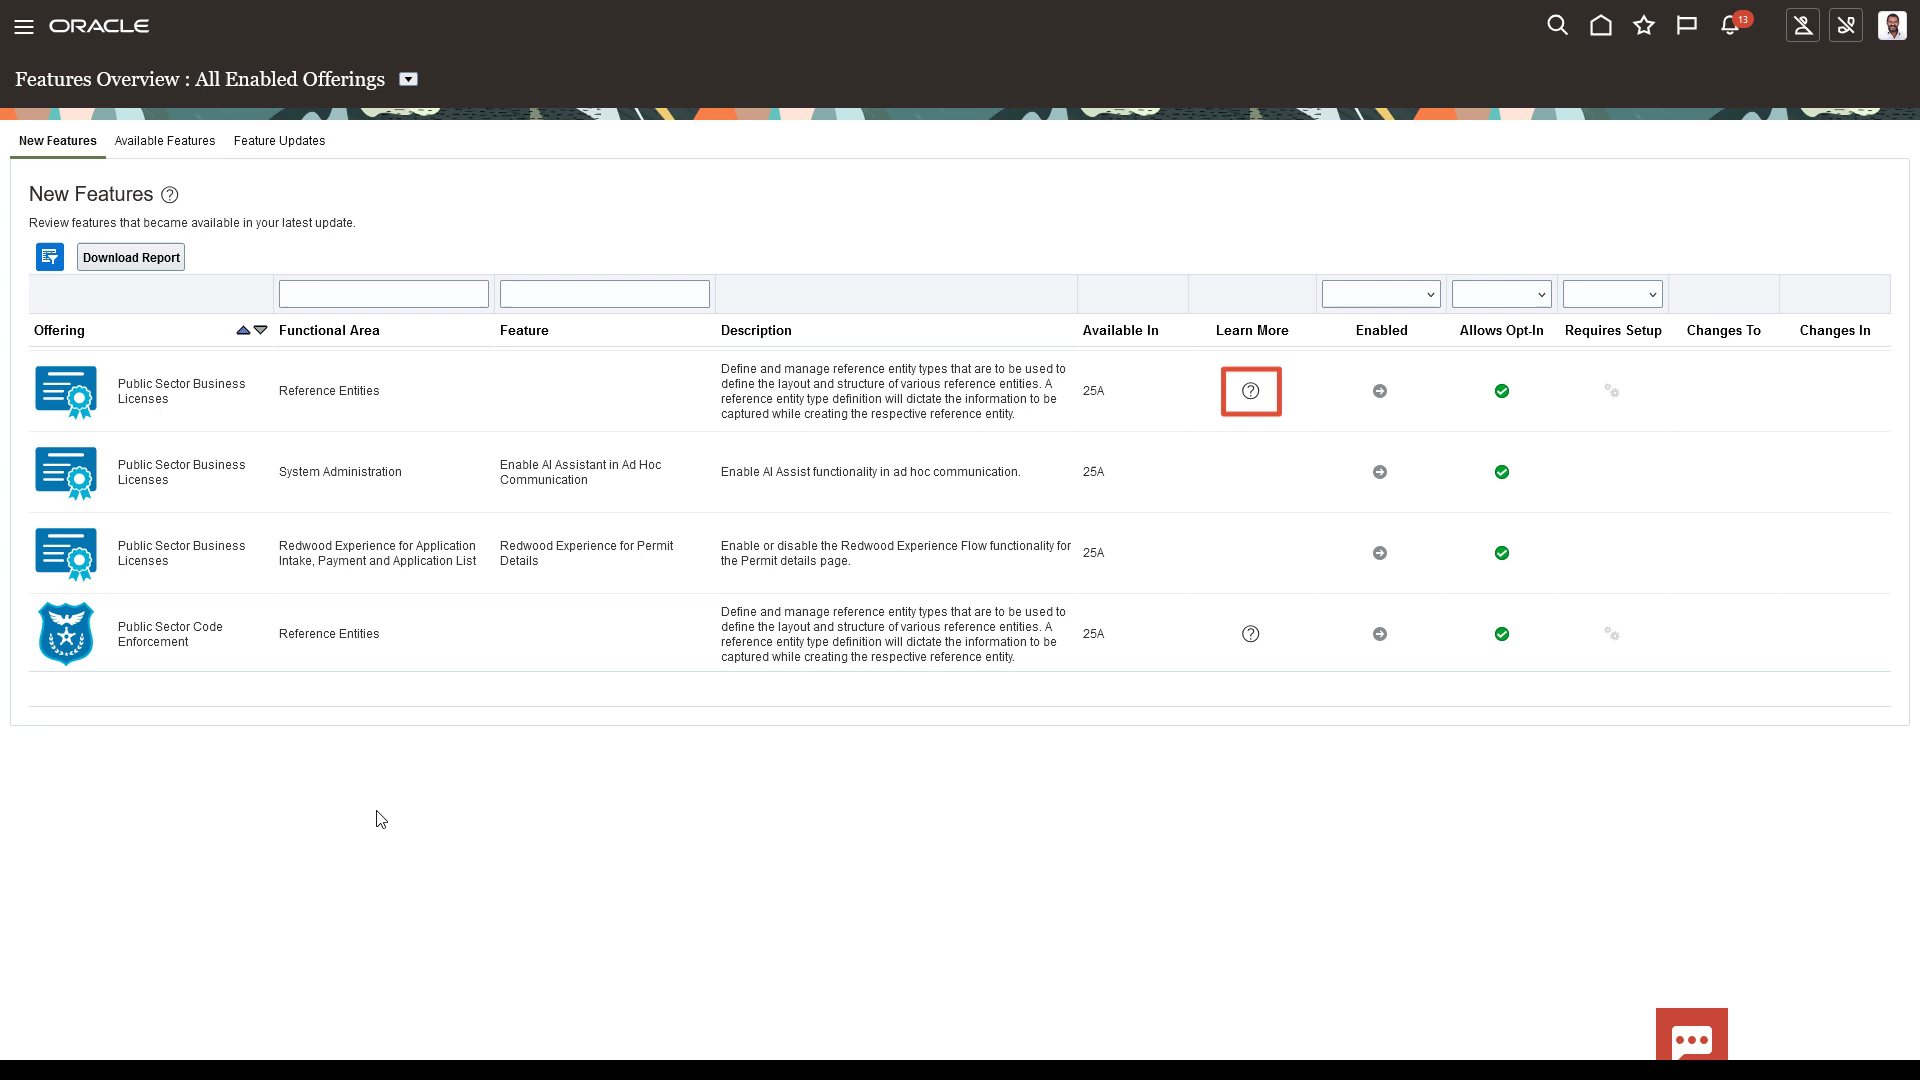 ORACLE
13
Features Overview : All Enabled Offerings
New Features
Available Features
Feature Updates
New Features
Review features that became available in your latest update.
Download Report
Offering
Functional Area
Feature
Description
Available In
Learn More
Enabled
Allows Opt-In
Requires Setup
Changes To
Changes In
Public Sector Business
Licenses
Reference Entities
Define and manage reference entity types that are to be used to
define the layout and structure of various reference entities. A
reference entity type definition will dictate the information to be
captured while creating the respective reference entity.
25A
Public Sector Business
Licenses
System Administration
Enable AI Assistant in Ad Hoc
Communication
Enable AI Assist functionality in ad hoc communication.
25A
Public Sector Business
Licenses
Redwood Experience for Application
Intake, Payment and Application List
Redwood Experience for Permit
Details
Enable or disable the Redwood Experience Flow functionality for
the Permit details page.
25A
Public Sector Code
Enforcement
Reference Entities
Define and manage reference entity types that are to be used to
define the layout and structure of various reference entities. A
reference entity type definition will dictate the information to be
captured while creating the respective reference entity.
25A